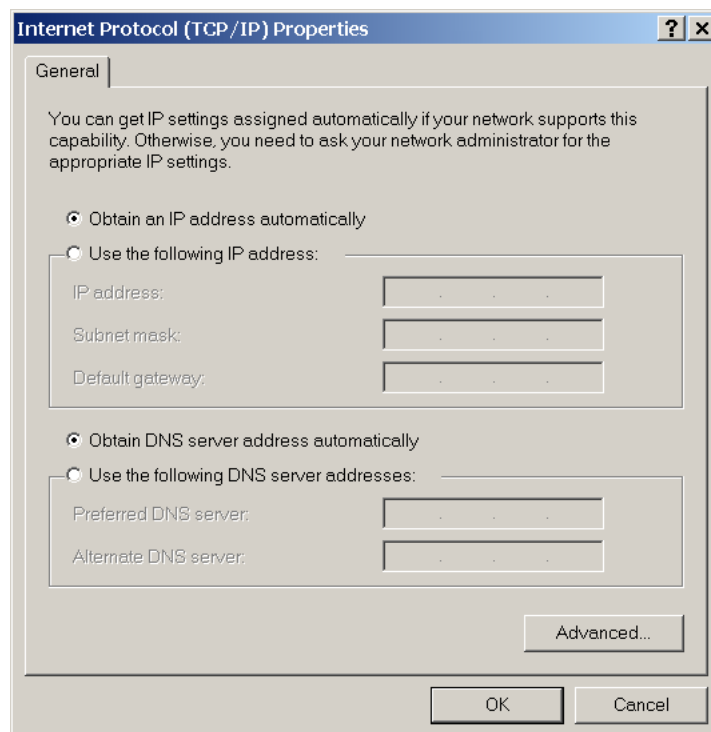 Internet Protocol (TCP/IP) Properties
General
You can get IP settings assigned automatically if your network supports this
capability. Otherwise, you need to ask your network administrator for the
appropriate IP settings.
Obtain an IP address automatically
Use the following IP address:
IP address:
Subnet mask:
Default gateway:
Obtain DNS server address automatically
Use the following DNS server addresses:
Preferred DNS server:
Alternate DNS server:
Advanced...
OK Cancel